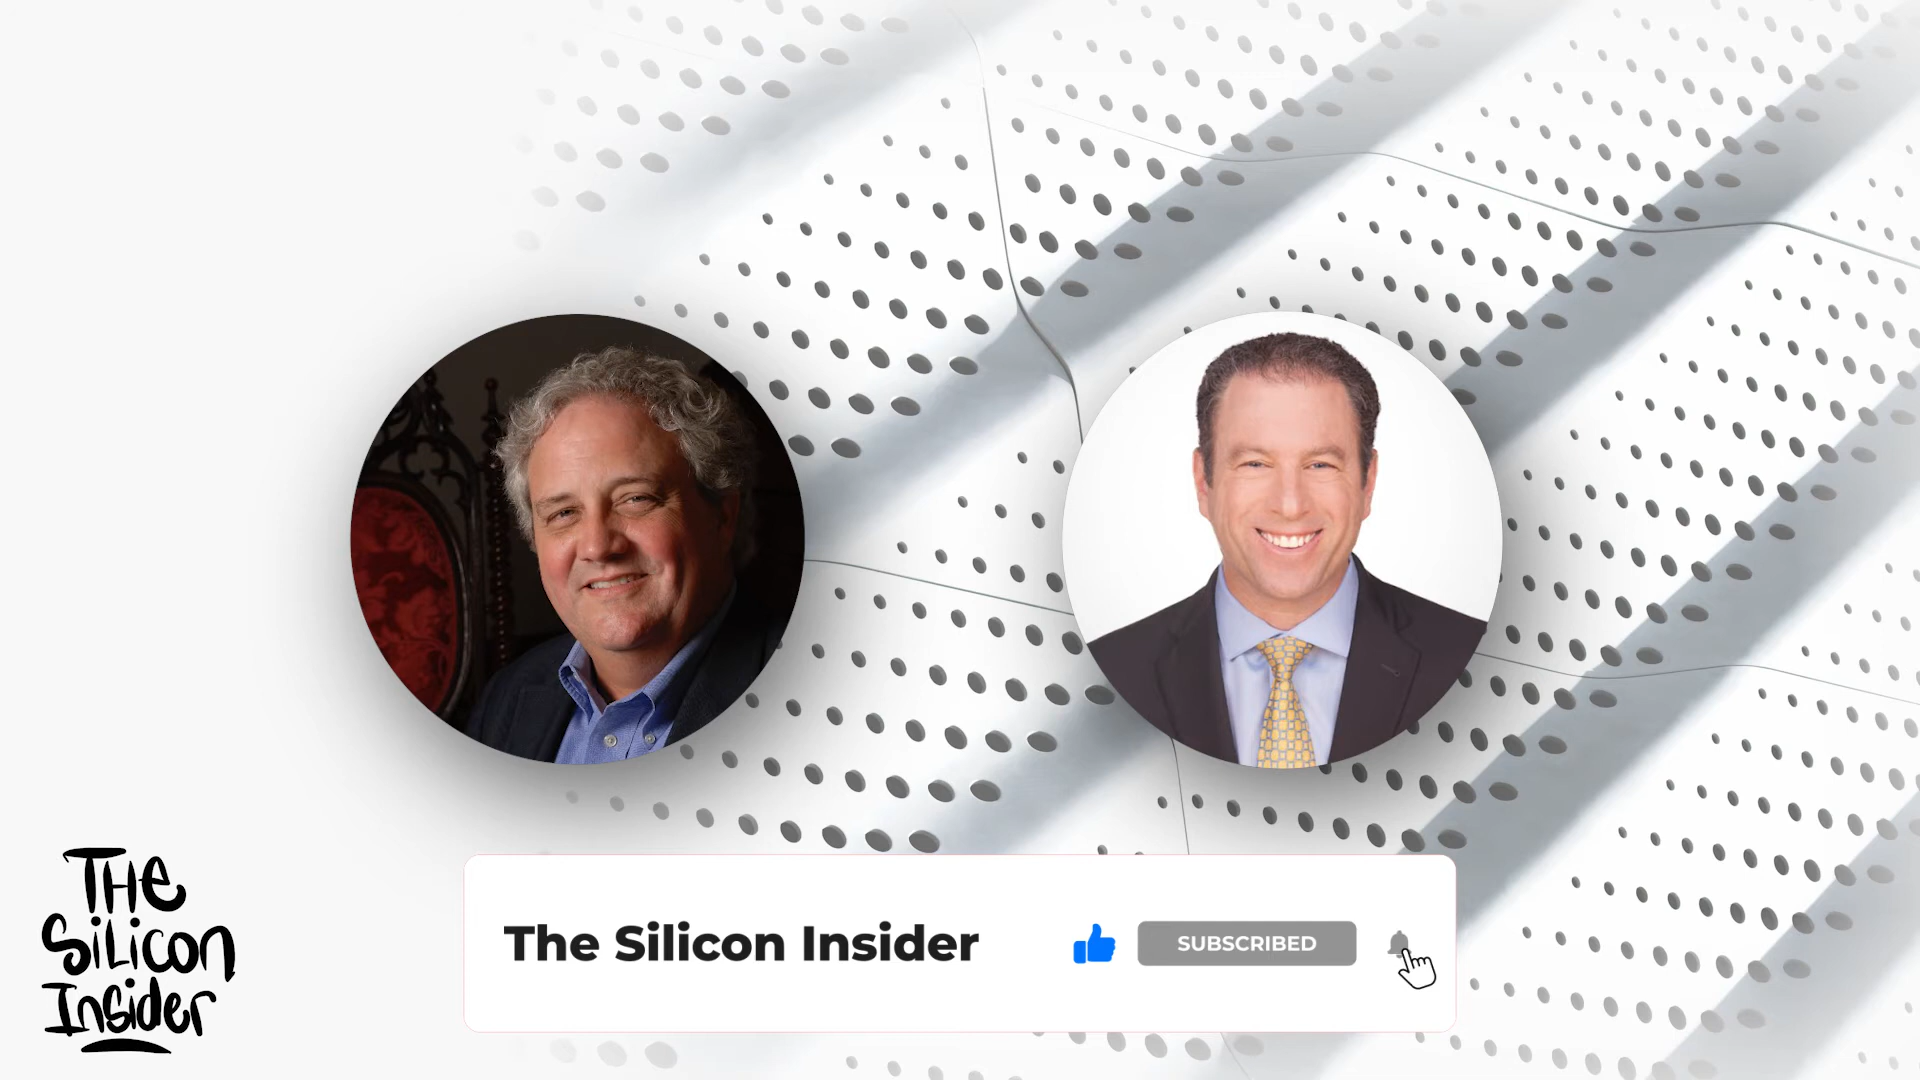 The
Silicon
Insider
The Silicon Insider
SUBSCRIBED